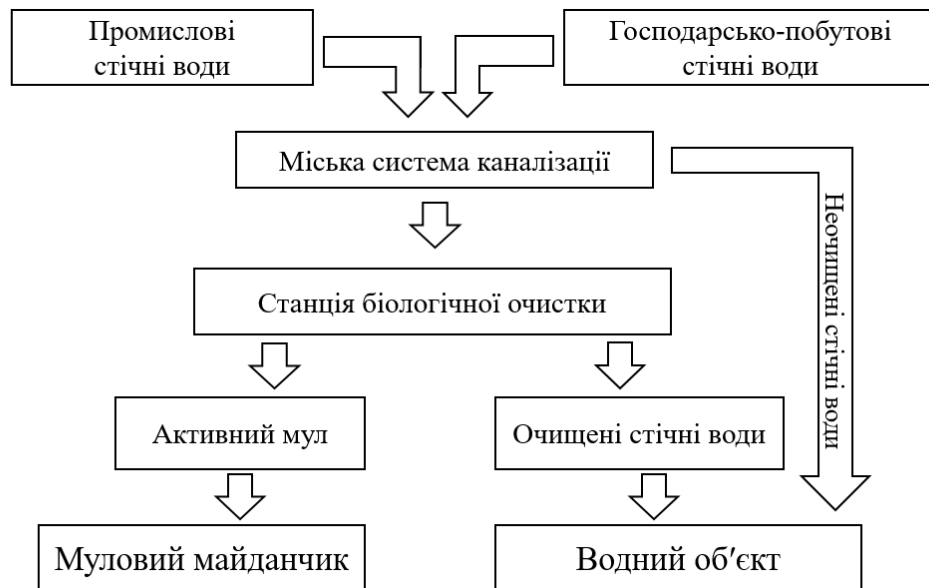 Промислові
стічні води
Господарсько-побутові
стічні води
Міська система каналізації
Неочищені стічні води
Станція біологічної очистки
Активний мул
Очищені стічні води
Муловий майданчик
Водний об'єкт